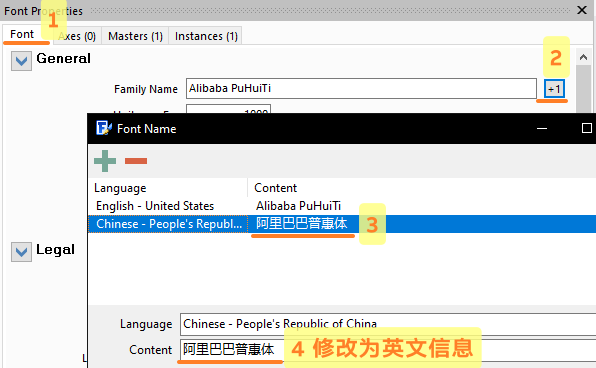 Font Properties
1
Font
Axes (0)
Masters (1)
Instances (1)
General
2
Family Name
Alibaba PuHuiTi
+1
1000
Font Name
Language
Content
English - United States
Alibaba PuHuiTi
Chinese - People's Republ...
阿里巴巴普惠体
3
Legal
Language
Chinese - People's Republic of China
Content
阿里巴巴普惠体
4 修改为英文信息